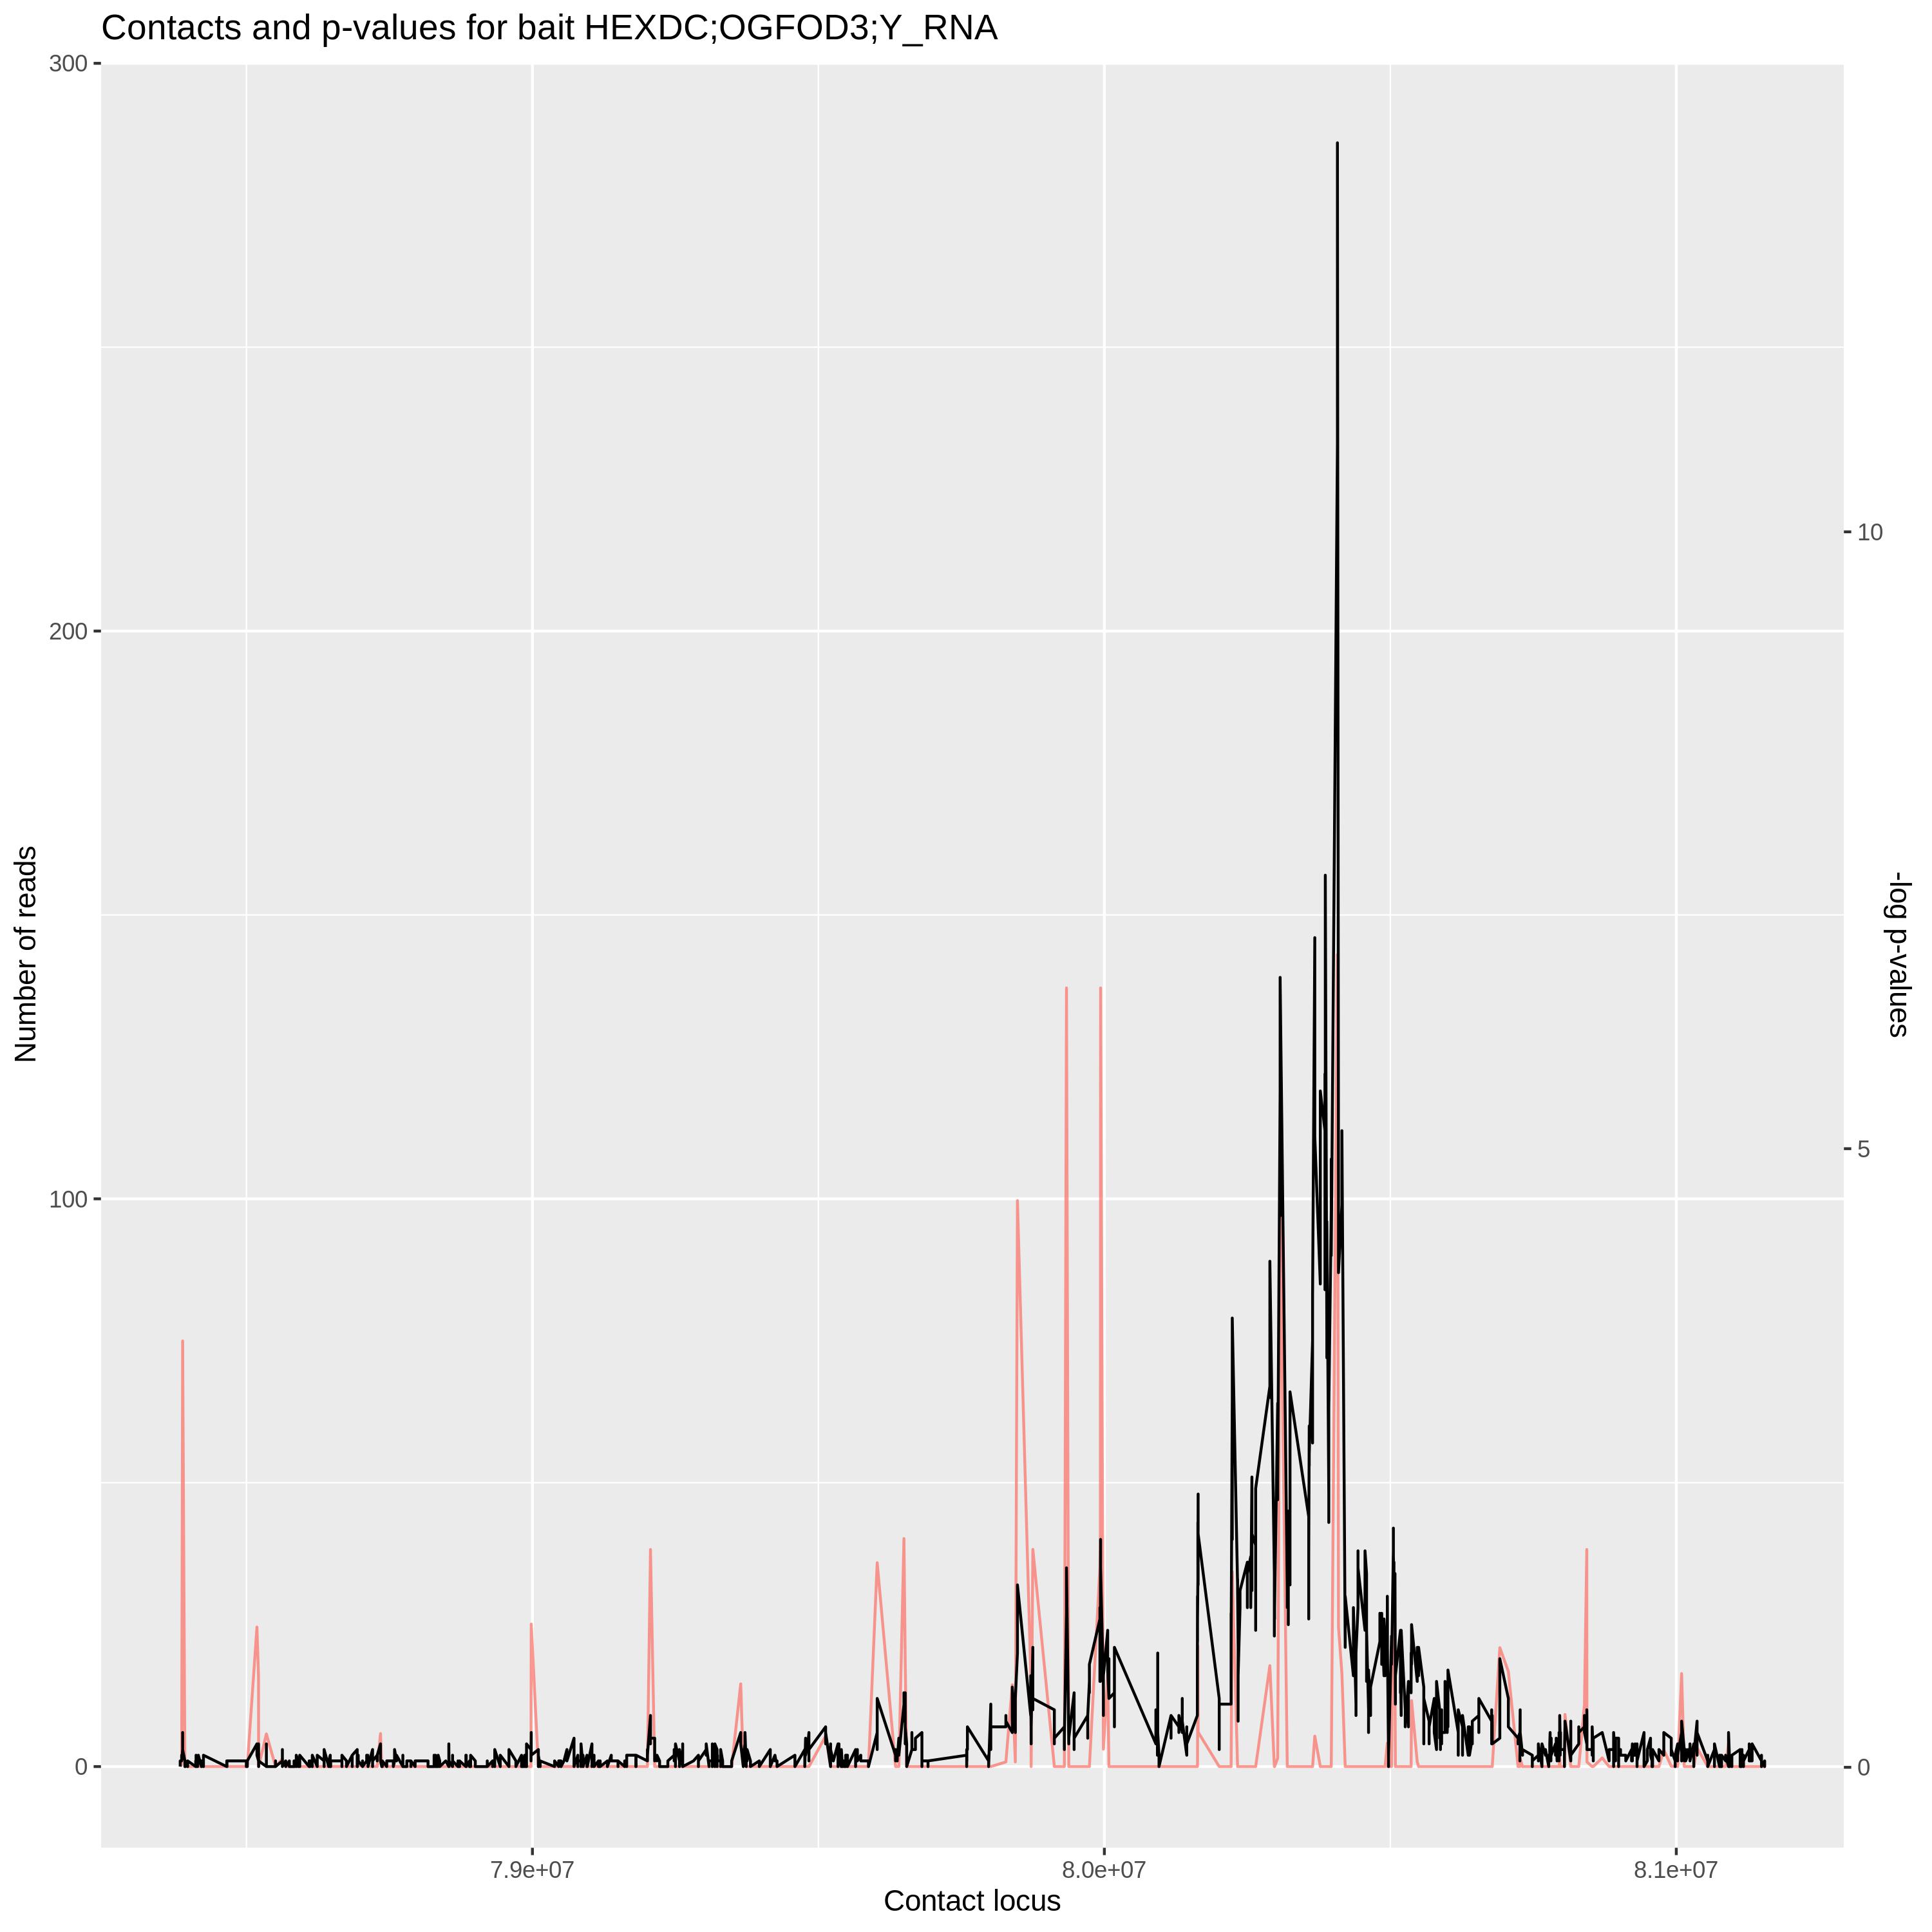 Contacts and p-values for bait HEXDC;OGFOD3;Y_RNA
300
200
100
0
Number of reads
10
5
0
-log p-values
7.9e+07
8.0e+07
8.1e+07
Contact locus